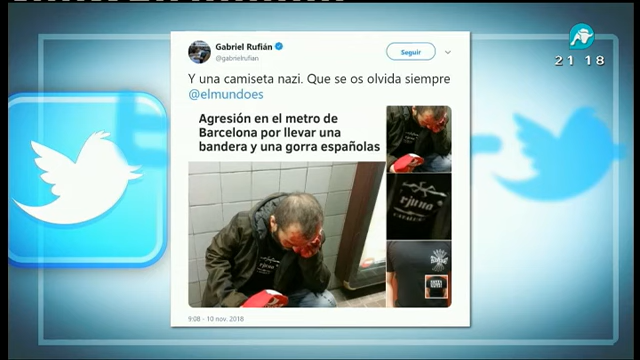 21 18
Gabriel Rufián
@gabrielrufian
Seguir
Y una camiseta nazi. Que se os olvida siempre
@elmundoes
Agresión en el metro de
Barcelona por llevar una
bandera y una gorra españolas
rjuna
9:08 - 10 nov. 2018